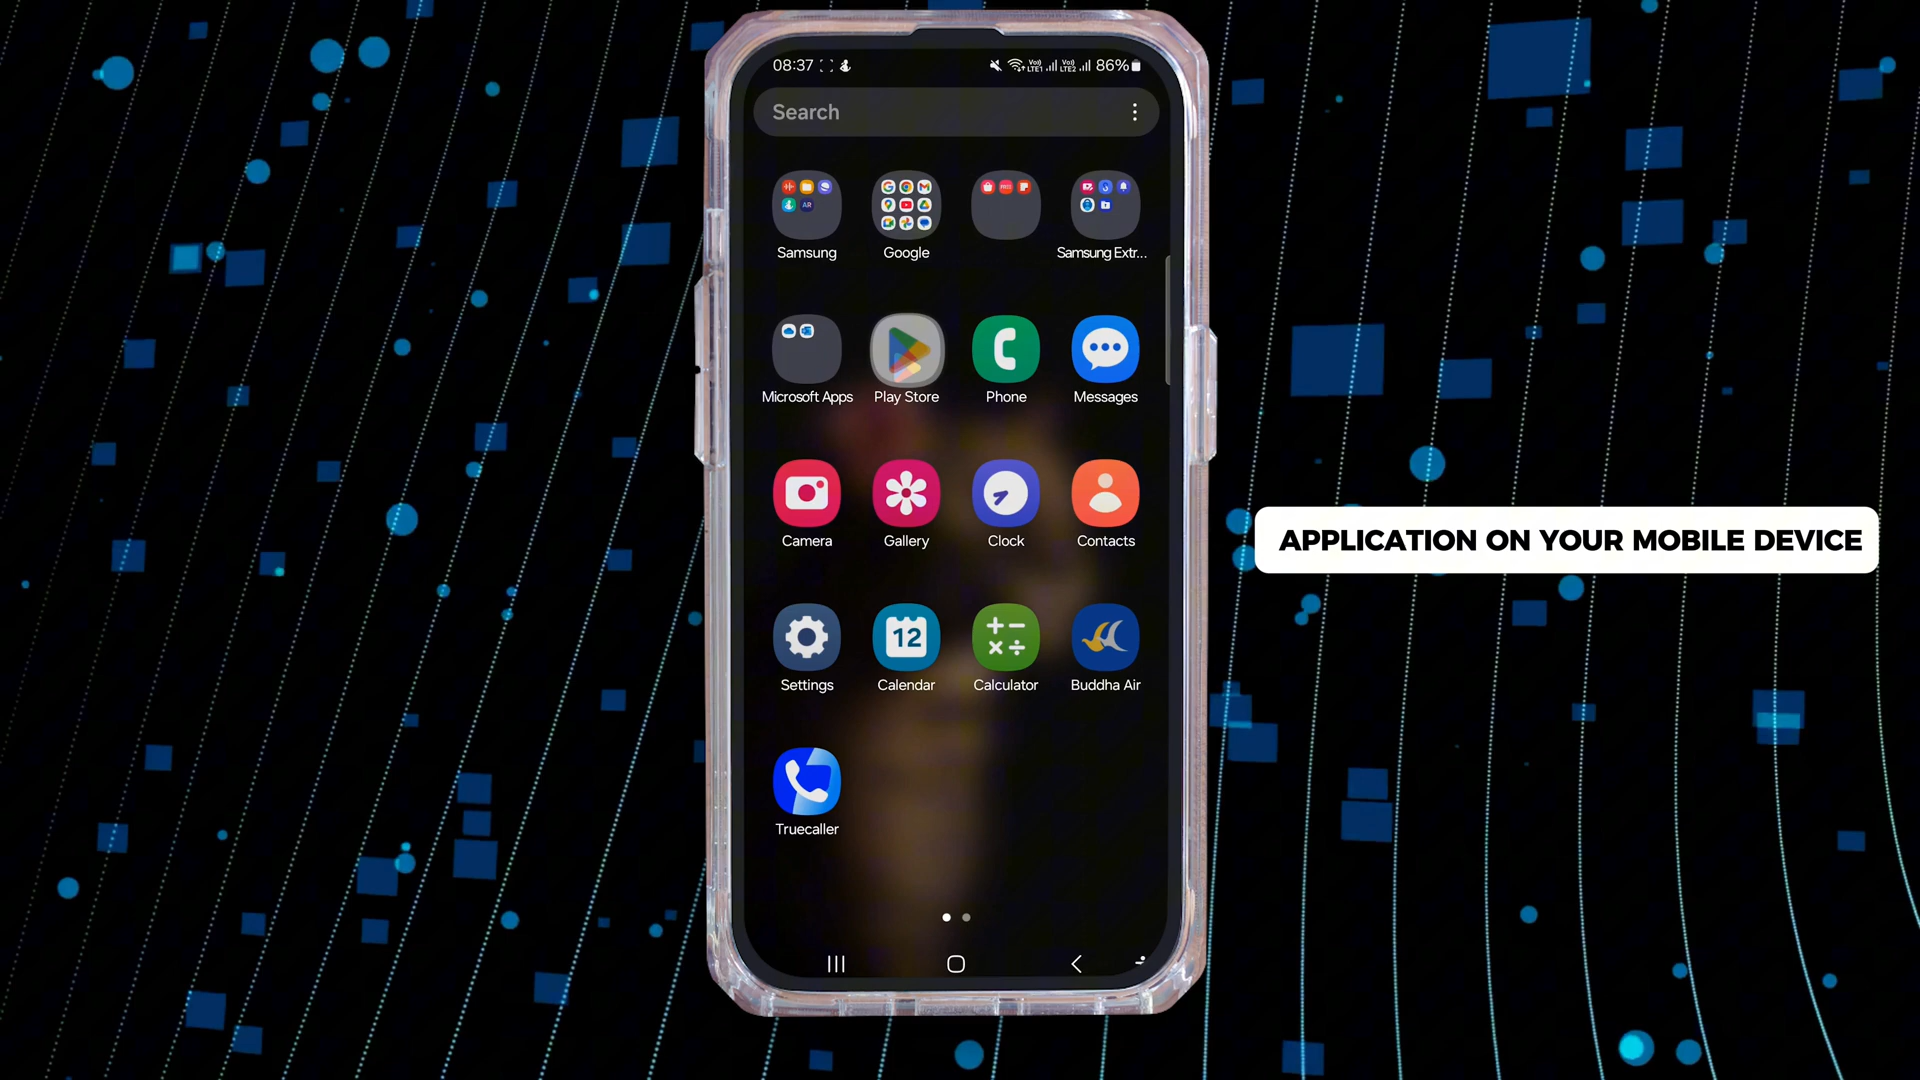 08:37
86%
Search
Samsung
Google
Samsung Extr...
Microsoft Apps
Play Store
Phone
Messages
Camera
Gallery
Clock
Contacts
APPLICATION ON YOUR MOBILE DEVICE
12
Settings
Calendar
Calculator
Buddha Air
Truecaller